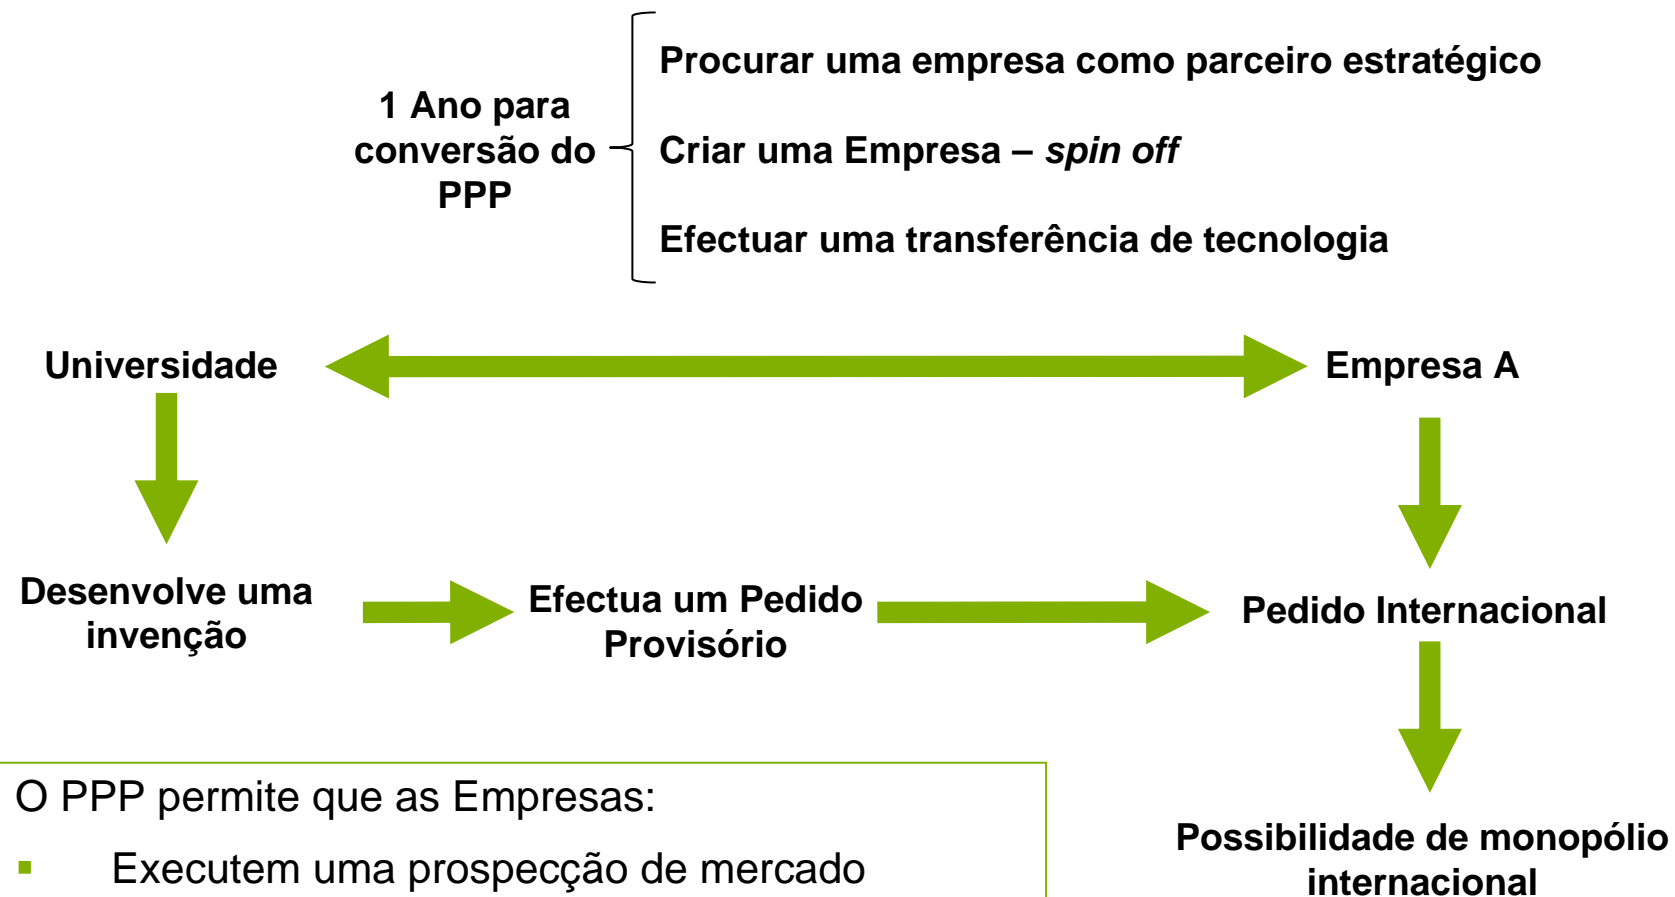 Procurar uma empresa como parceiro estratégico
1 Ano para
conversão do
PPP
Criar uma Empresa – spin off
Efectuar uma transferência de tecnologia
Universidade
Empresa A
Desenvolve uma
invenção
Efectua um Pedido
Provisório
Pedido Internacional
O PPP permite que as Empresas:
▪ Executem uma prospecção de mercado
Possibilidade de monopólio
internacional